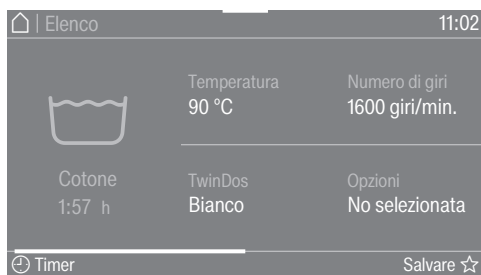 Elenco 11:02
Temperatura Numero di giri
90 °C 1600 giri/min.
Cotone TwinDos Opzioni
1:57 h Bianco No selezionata
Timer Salvare